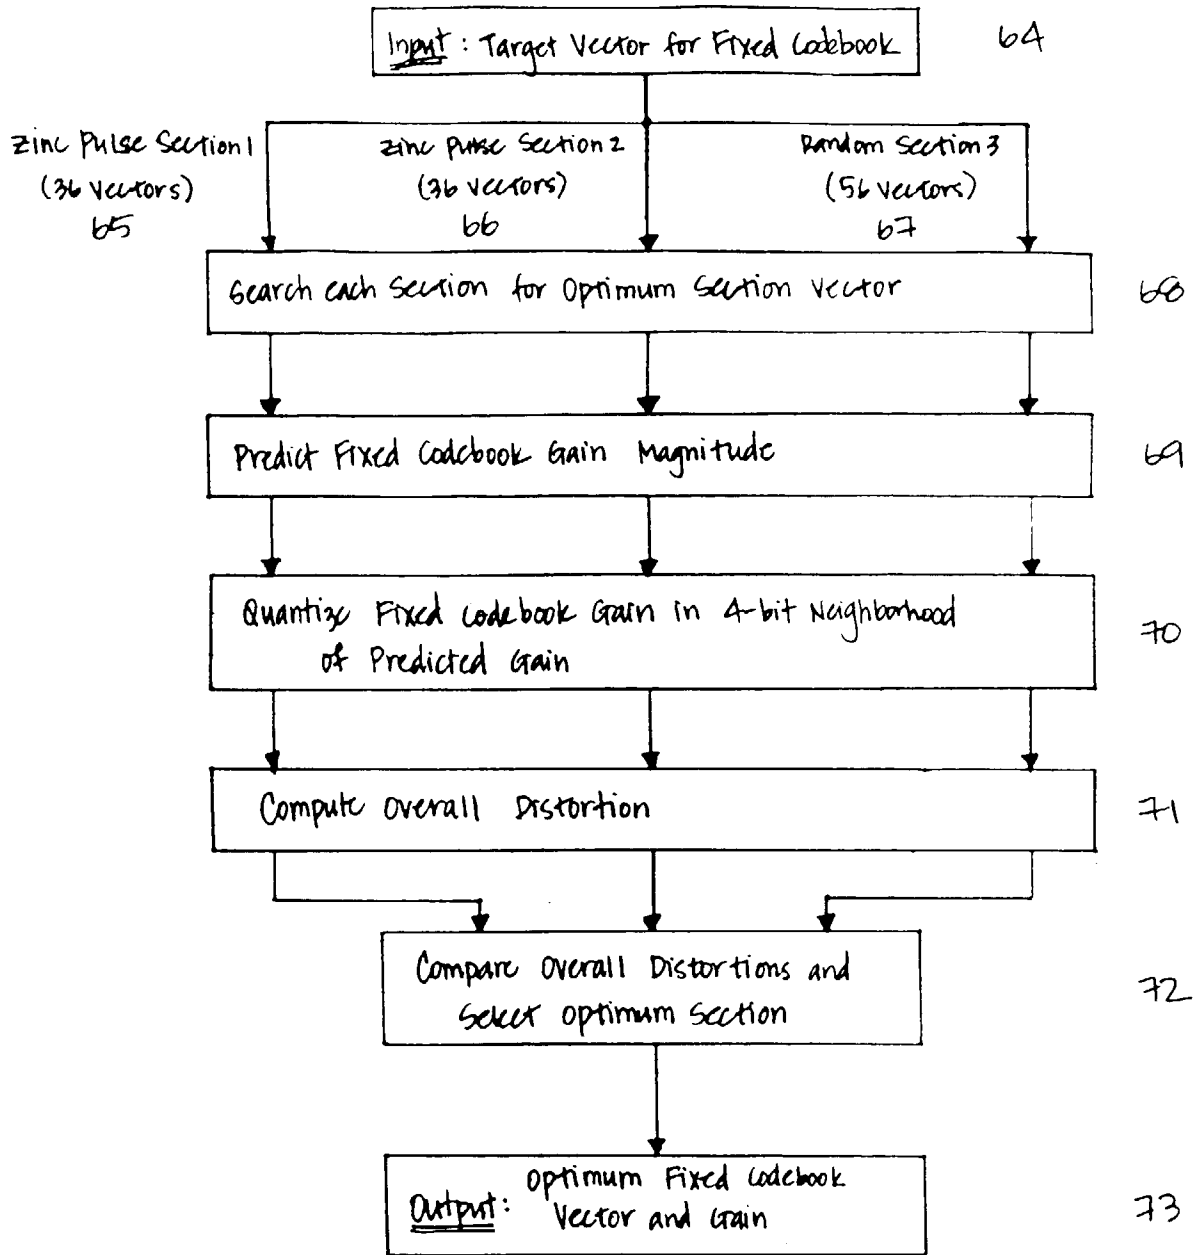 Input: Target Vector for Fixed Codebook
64
Zinc Pulse Section 1
(36 Vectors)
65
Zinc Pulse Section 2
(36 Vectors)
66
Random Section 3
(56 Vectors)
67
Search each Section for Optimum Section Vector
68
Predict Fixed Codebook Gain Magnitude
69
Quantize Fixed Codebook Gain in 4-bit Neighborhood
of Predicted Gain
70
Compute Overall Distortion
71
Compare Overall Distortions and
Select Optimum Section
72
Output: Optimum Fixed Codebook
Vector and Gain
73